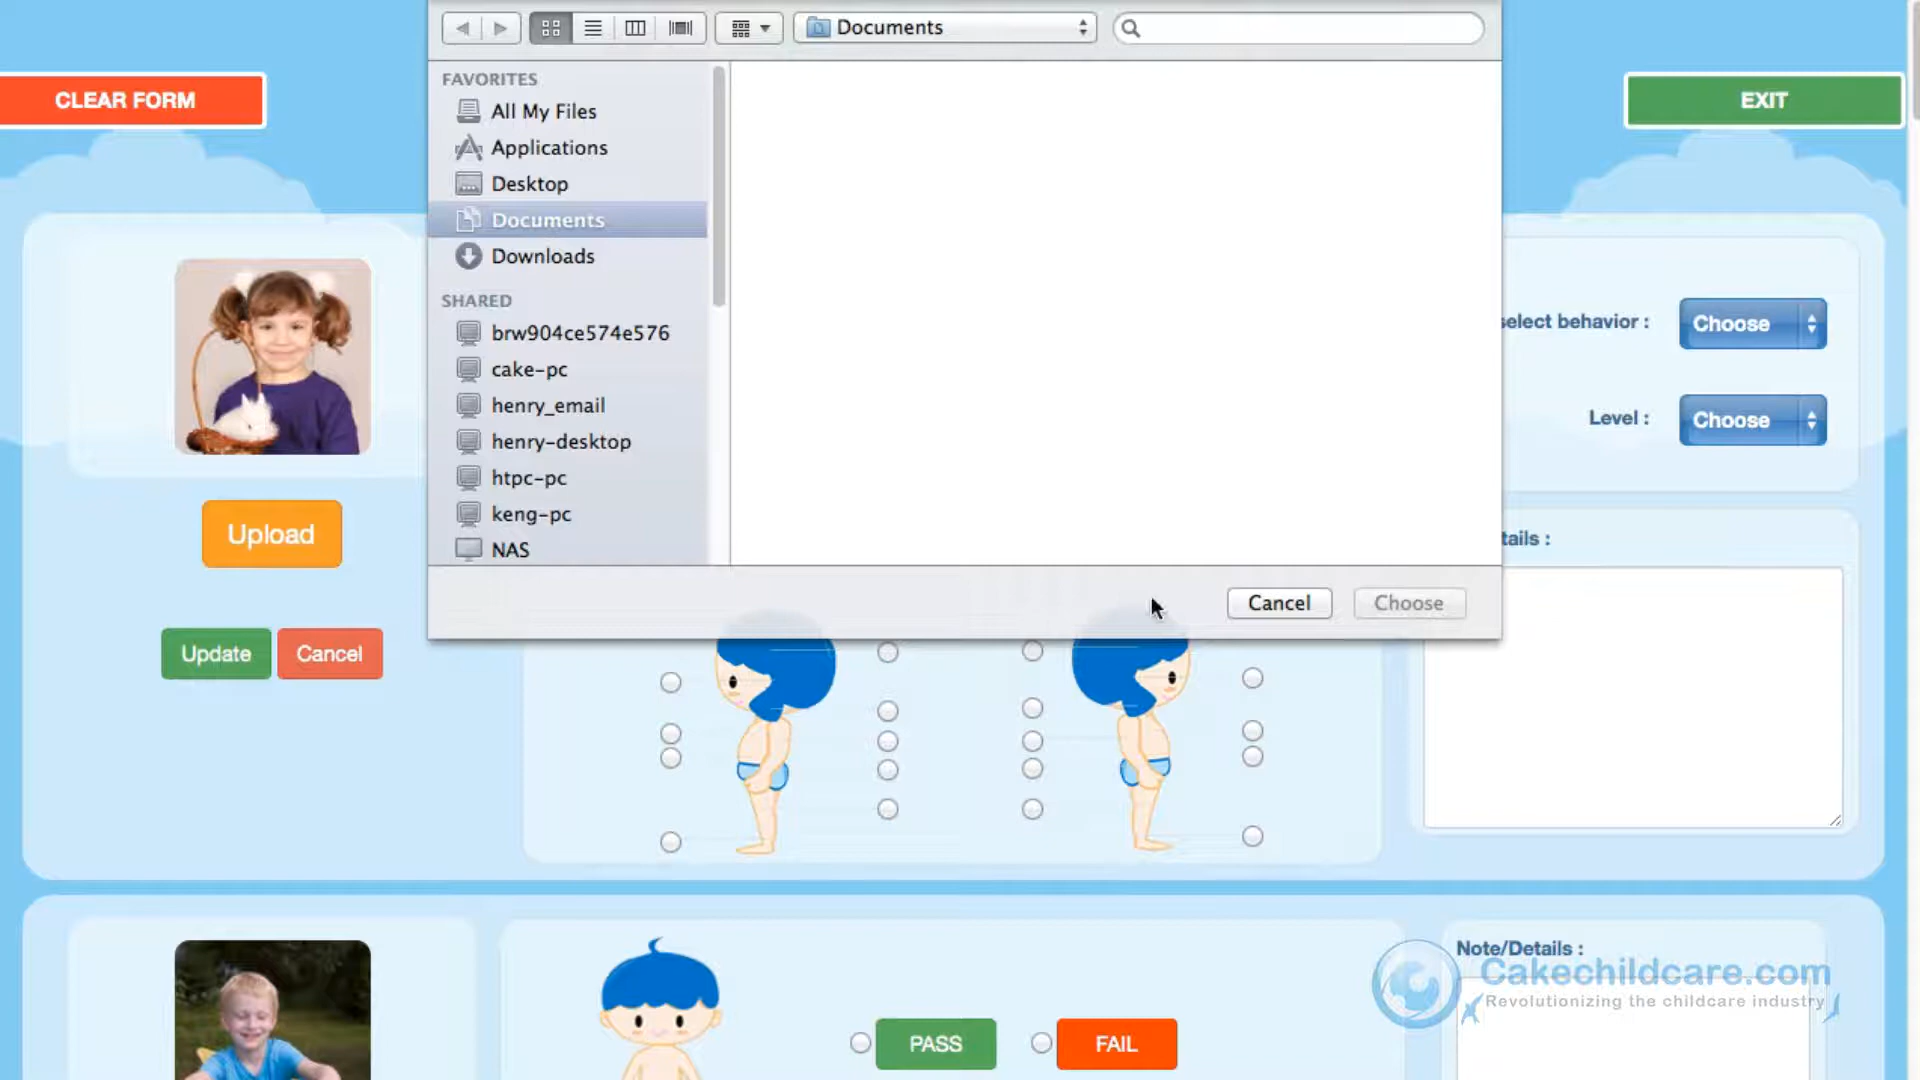 Documents
CLEAR FORM
EXIT
FAVORITES
All My Files
Applications
Desktop
Documents
Downloads
SHARED
brw904ce574e576
cake-pc
henry_email
henry-desktop
htpc-pc
keng-pc
NAS
select behavior :
Choose
Level :
Choose
Upload
tails :
Cancel
Choose
Update
Cancel
Note/Details :
Cakechildcare.com
Revolutionizing the childcare industry
PASS
FAIL